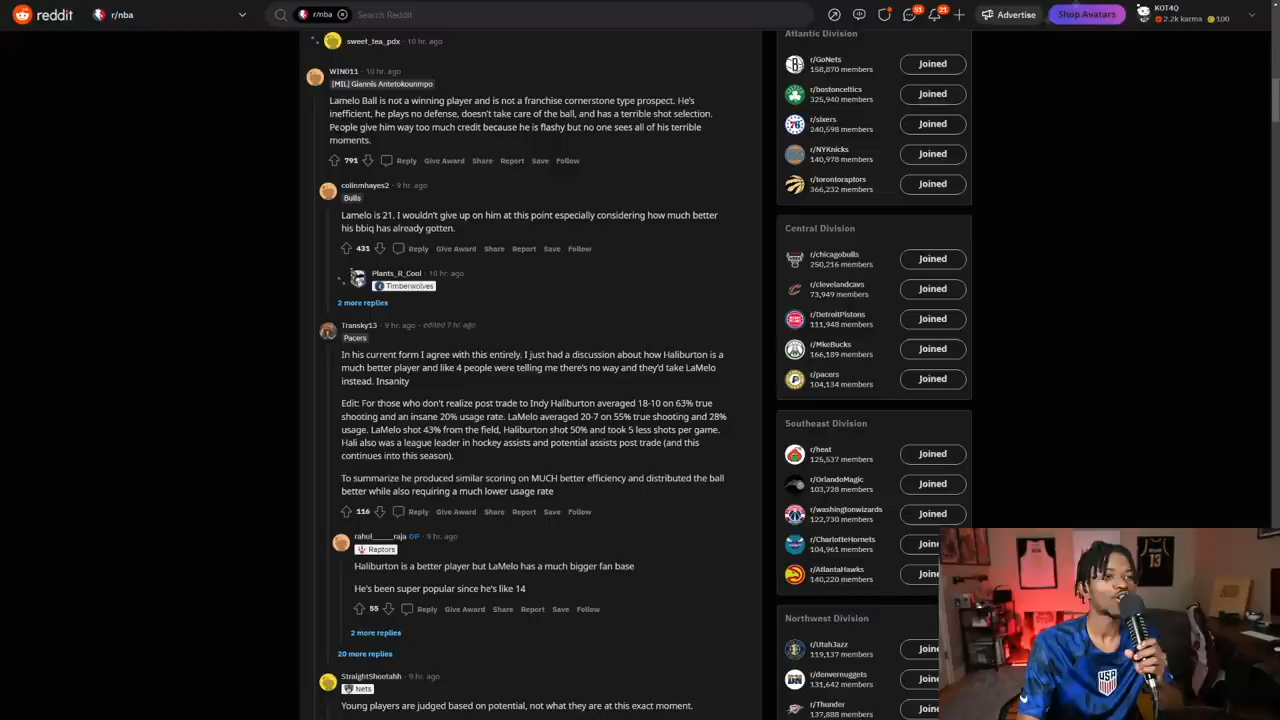 reddit
r/nba
r/nba
Search Reddit
51
21
Advertise
Shop Avatars
KOT4Q
2.2k karma
100
sweet_tea_pdx · 10 hr. ago
WIN011 · 10 hr. ago
[MIL] Giannis Antetokounmpo
Lamelo Ball is not a winning player and is not a franchise cornerstone type prospect. He's
inefficient, he plays no defense, doesn't take care of the ball, and has a terrible shot selection.
People give him way too much credit because he is flashy but no one sees all of his terrible
moments.
791 Reply Give Award Share Report Save Follow
colinmhayes2 · 9 hr. ago
Bulls
Lamelo is 21. I wouldn't give up on him at this point especially considering how much better
his bbiq has already gotten.
431 Reply Give Award Share Report Save Follow
Plants_R_Cool · 10 hr. ago
Timberwolves
2 more replies
Transky13 · 9 hr. ago · edited 7 hr. ago
Pacers
In his current form I agree with this entirely. I just had a discussion about how Haliburton is a
much better player and like 4 people were telling me there's no way and they'd take LaMelo
instead. Insanity
Edit: For those who don't realize post trade to Indy Haliburton averaged 18-10 on 63% true
shooting and an insane 20% usage rate. LaMelo averaged 20-7 on 55% true shooting and 28%
usage. LaMelo shot 43% from the field, Haliburton shot 50% and took 5 less shots per game.
Hali also was a league leader in hockey assists and potential assists post trade (and this
continues into this season).
To summarize he produced similar scoring on MUCH better efficiency and distributed the ball
better while also requiring a much lower usage rate
116 Reply Give Award Share Report Save Follow
rahul_____raja OP · 9 hr. ago
Raptors
Haliburton is a better player but LaMelo has a much bigger fan base
He's been super popular since he's like 14
55 Reply Give Award Share Report Save Follow
2 more replies
20 more replies
StraightShootahh · 9 hr. ago
Nets
Young players are judged based on potential, not what they are at this exact moment.
Atlantic Division
r/GoNets
158,870 members
Joined
r/bostonceltics
325,940 members
Joined
r/sixers
240,598 members
Joined
r/NYKnicks
140,978 members
Joined
r/torontoraptors
366,232 members
Joined
Central Division
r/chicagobulls
250,216 members
Joined
r/clevelandcavs
73,949 members
Joined
r/DetroitPistons
111,948 members
Joined
r/MkeBucks
166,189 members
Joined
r/pacers
104,134 members
Joined
Southeast Division
r/heat
125,537 members
Joined
r/OrlandoMagic
103,728 members
Joined
r/washingtonwizards
122,730 members
Joined
r/CharlotteHornets
104,961 members
Joine
r/AtlantaHawks
140,220 members
Join
Northwest Division
r/UtahJazz
119,137 members
Join
r/denvernuggets
131,642 members
Join
r/Thunder
137,888 members
Join
13
USA